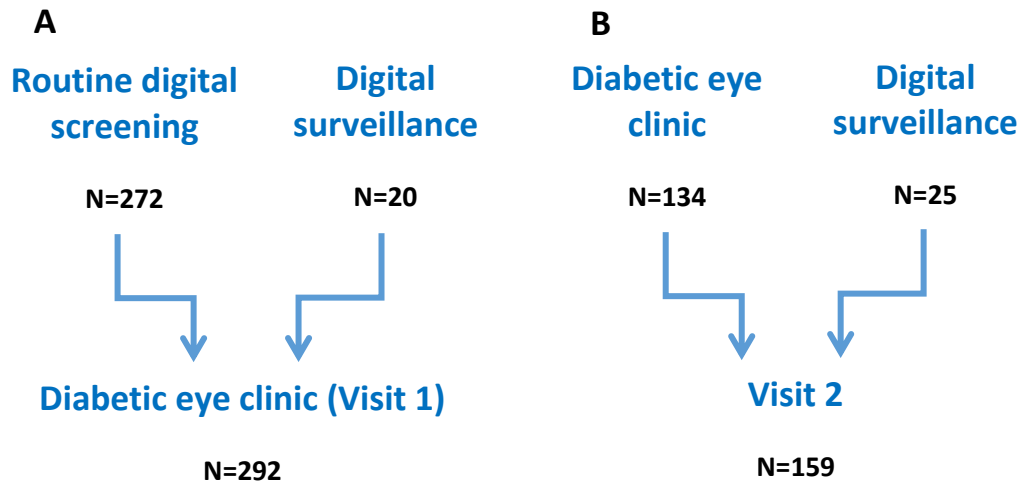 A
Routine digital
screening
Digital
surveillance
N=272
N=20
Diabetic eye clinic (Visit 1)
N=292
B
Diabetic eye
clinic
Digital
surveillance
N=134
N=25
Visit 2
N=159